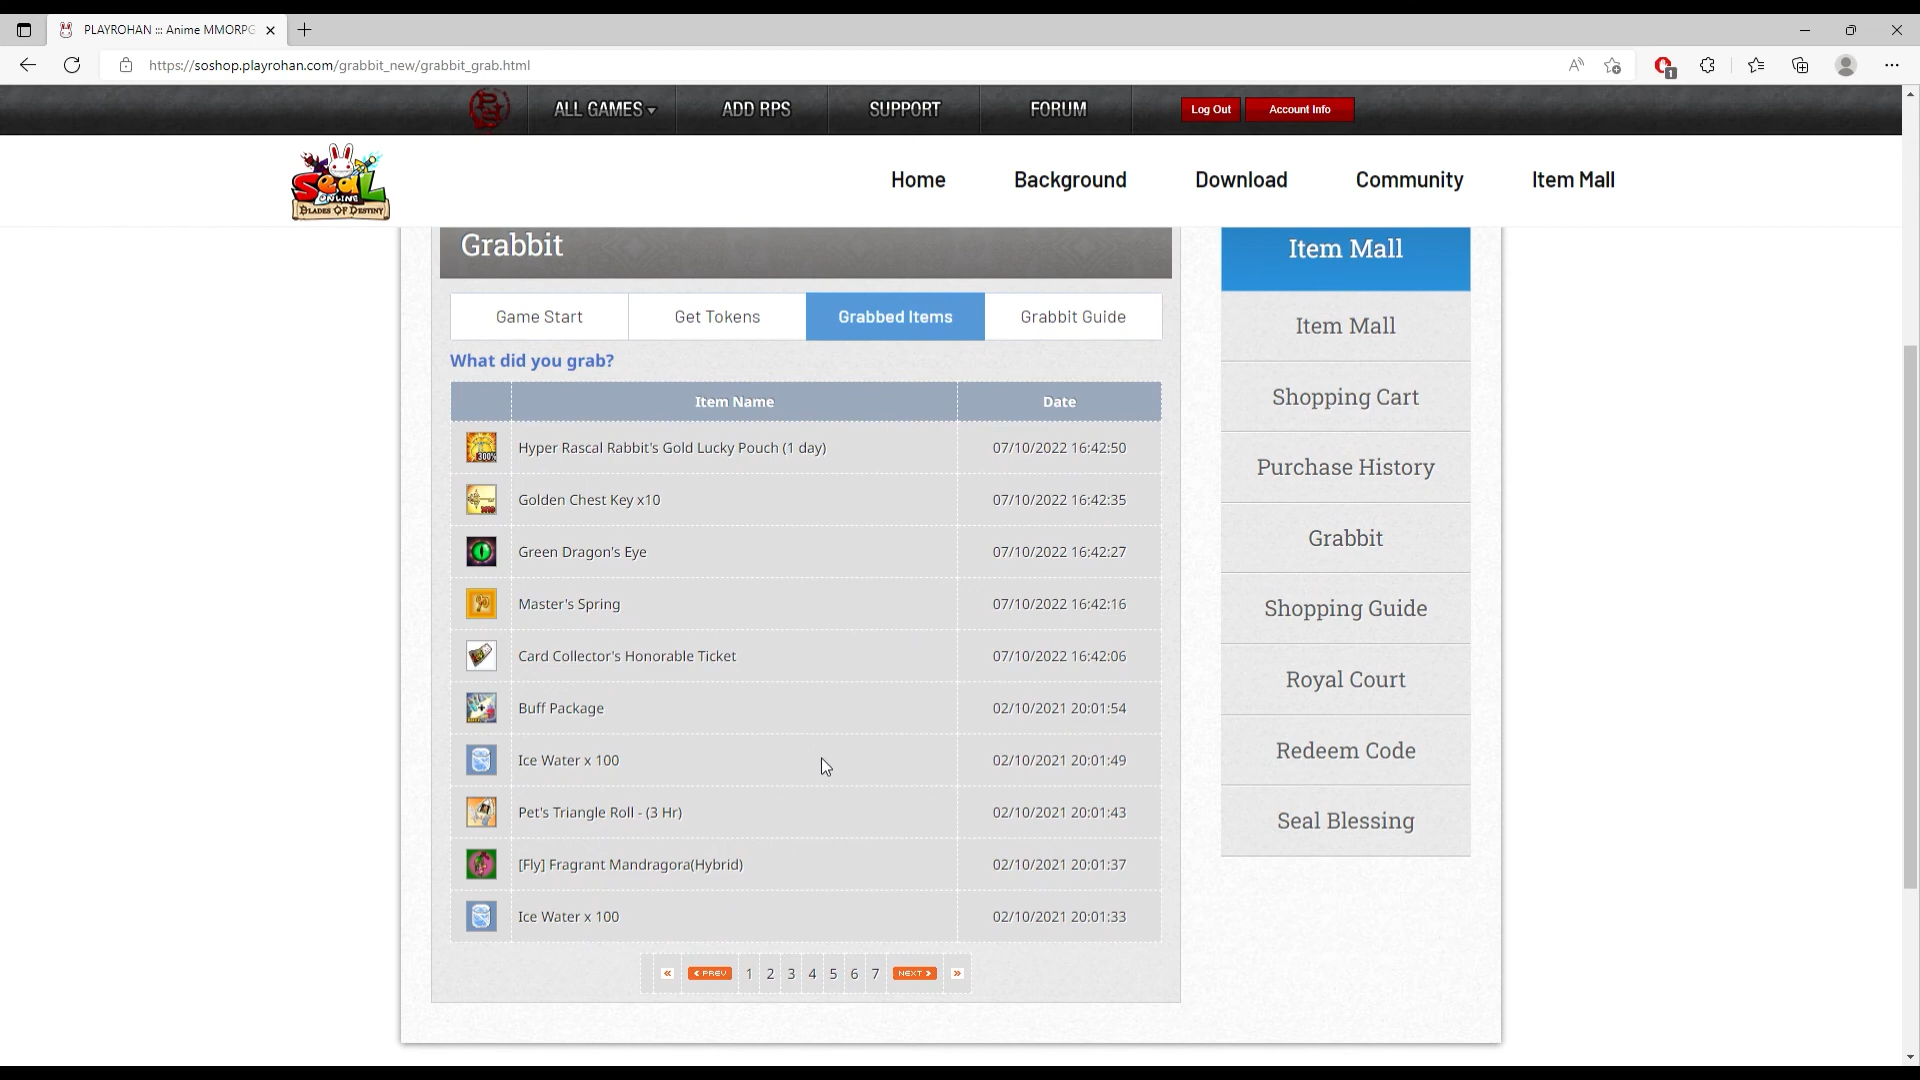 PLAYROHAN ::: Anime MMORPG
https://soshop.playrohan.com/grabbit_new/grabbit_grab.html
1
ALL GAMES
ADD RPS
SUPPORT
FORUM
Log Out
Account Info
SeaL
ONLINE
BLADES OF DESTINY
Home
Background
Download
Community
Item Mall
Grabbit
Game Start
Get Tokens
Grabbed Items
Grabbit Guide
What did you grab?
Item Name Date
300%
Hyper Rascal Rabbit's Gold Lucky Pouch (1 day) 07/10/2022 16:42:50
X10
Golden Chest Key x10 07/10/2022 16:42:35
Green Dragon's Eye 07/10/2022 16:42:27
Master's Spring 07/10/2022 16:42:16
Card Collector's Honorable Ticket 07/10/2022 16:42:06
Buff Package 02/10/2021 20:01:54
Ice Water x 100 02/10/2021 20:01:49
Pet's Triangle Roll - (3 Hr) 02/10/2021 20:01:43
[Fly] Fragrant Mandragora(Hybrid) 02/10/2021 20:01:37
Ice Water x 100 02/10/2021 20:01:33
« ‹ PREV 1 2 3 4 5 6 7 NEXT › »
Item Mall
Item Mall
Shopping Cart
Purchase History
Grabbit
Shopping Guide
Royal Court
Redeem Code
Seal Blessing